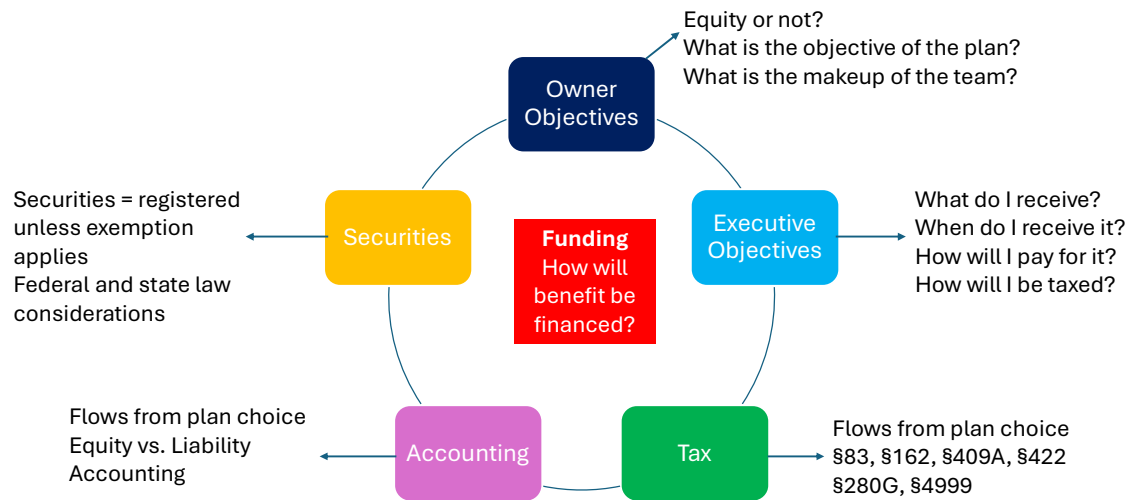 Equity or not?
What is the objective of the plan?
What is the makeup of the team?
Owner
Objectives
Securities = registered
unless exemption
applies
Federal and state law
considerations
Securities
Funding
How will
benefit be
financed?
Executive
Objectives
What do I receive?
When do I receive it?
How will I pay for it?
How will I be taxed?
Flows from plan choice
Equity vs. Liability
Accounting
Accounting
Tax
Flows from plan choice
§83, §162, §409A, §422
§280G, §4999